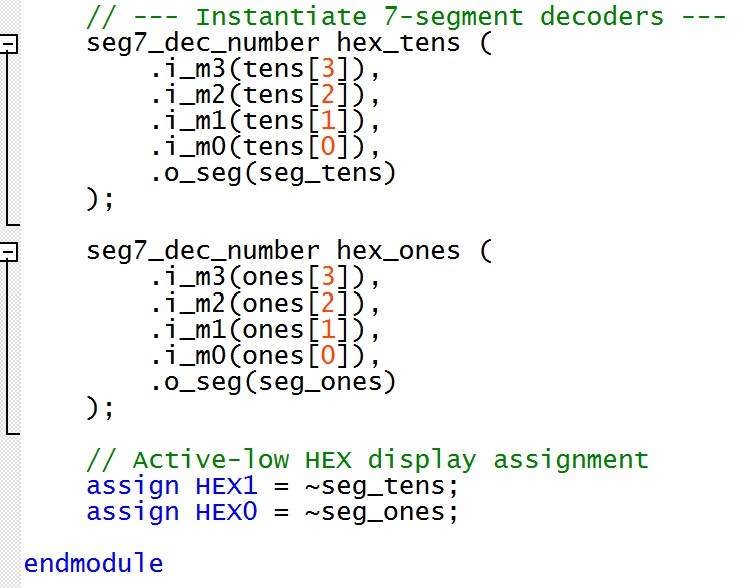 // --- Instantiate 7-segment decoders ---
seg7_dec_number hex_tens (
.i_m3(tens[3]),
.i_m2(tens[2]),
.i_m1(tens[1]),
.i_m0(tens[0]),
.o_seg(seg_tens)
);
seg7_dec_number hex_ones (
.i_m3(ones[3]),
.i_m2(ones[2]),
.i_m1(ones[1]),
.i_m0(ones[0]),
.o_seg(seg_ones)
);
// Active-low HEX display assignment
assign HEX1 = ~seg_tens;
assign HEX0 = ~seg_ones;
endmodule